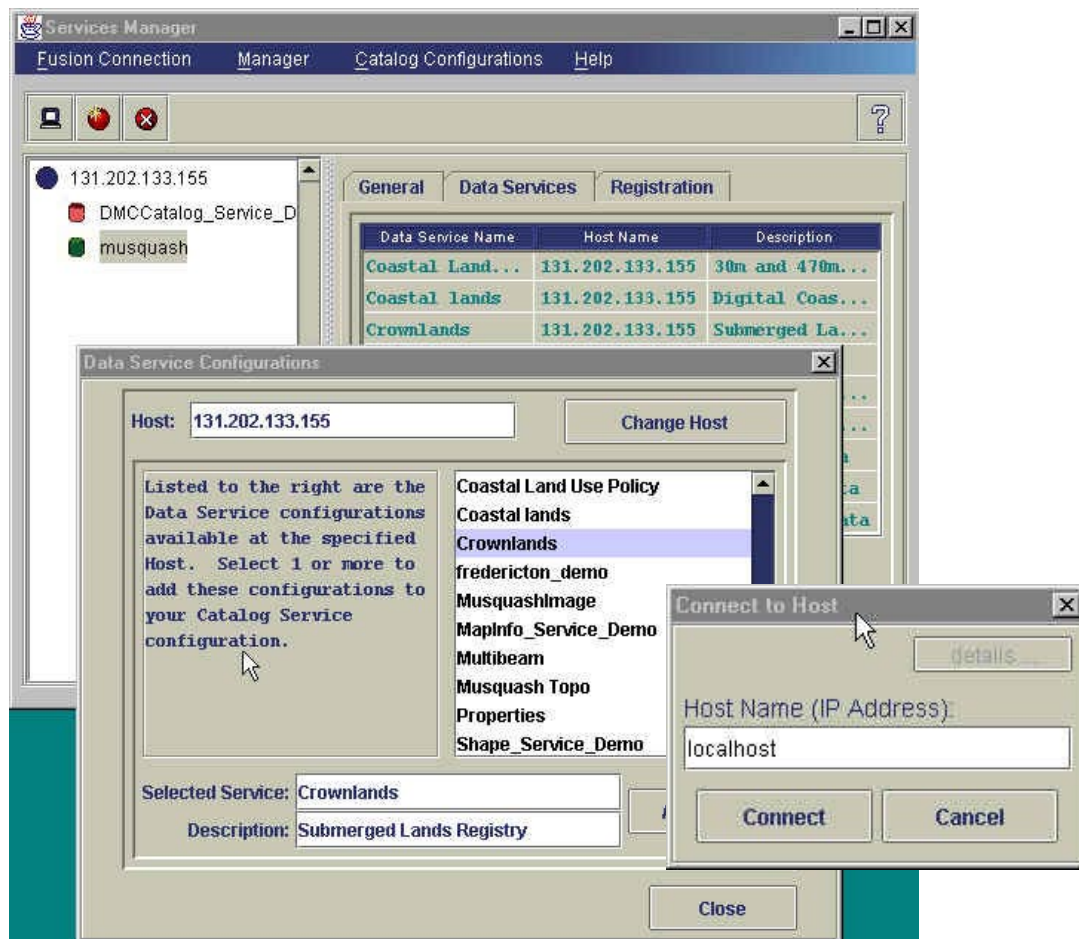 Services Manager
Fusion Connection Manager Catalog Configurations Help
?
131.202.133.155
DMCCatalog_Service_D
musquash
General Data Services Registration
Data Service Name Host Name Description
Coastal Land... 131.202.133.155 30m and 470m...
Coastal lands 131.202.133.155 Digital Coas...
Crownlands 131.202.133.155 Submerged La...
Data Service Configurations
Host: 131.202.133.155 Change Host
Listed to the right are the
Data Service configurations
available at the specified
Host. Select 1 or more to
add these configurations to
your Catalog Service
configuration.
Coastal Land Use Policy
Coastal lands
Crownlands
fredericton_demo
MusquashImage
MapInfo_Service_Demo
Multibeam
Musquash Topo
Properties
Shape_Service_Demo
Selected Service: Crownlands
Description: Submerged Lands Registry
Close
Connect to Host
details...
Host Name (IP Address):
localhost
Connect Cancel